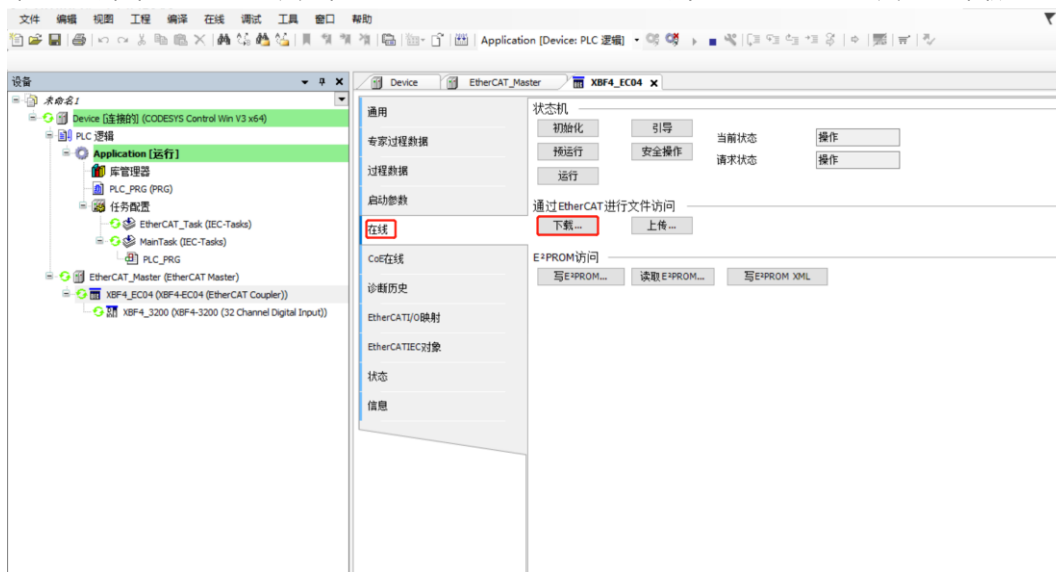 文件 编辑 视图 工程 编译 在线 调试 工具 窗口 帮助
Application [Device: PLC 逻辑]
设备
Device
EtherCAT_Master
XBF4_EC04
未命名1
Device [连接的] (CODESYS Control Win V3 x64)
PLC 逻辑
Application [运行]
库管理器
PLC_PRG (PRG)
任务配置
EtherCAT_Task (IEC-Tasks)
MainTask (IEC-Tasks)
PLC_PRG
EtherCAT_Master (EtherCAT Master)
XBF4_EC04 (XBF4-EC04 (EtherCAT Coupler))
XBF4_3200 (XBF4-3200 (32 Channel Digital Input))
通用
专家过程数据
过程数据
启动参数
在线
CoE在线
诊断历史
EtherCATI/O映射
EtherCATIEC对象
状态
信息
状态机
初始化 引导
当前状态 操作
预运行 安全操作
请求状态 操作
运行
通过EtherCAT进行文件访问
下载... 上传...
E²PROM访问
写E²PROM... 读取E²PROM... 写E²PROM XML